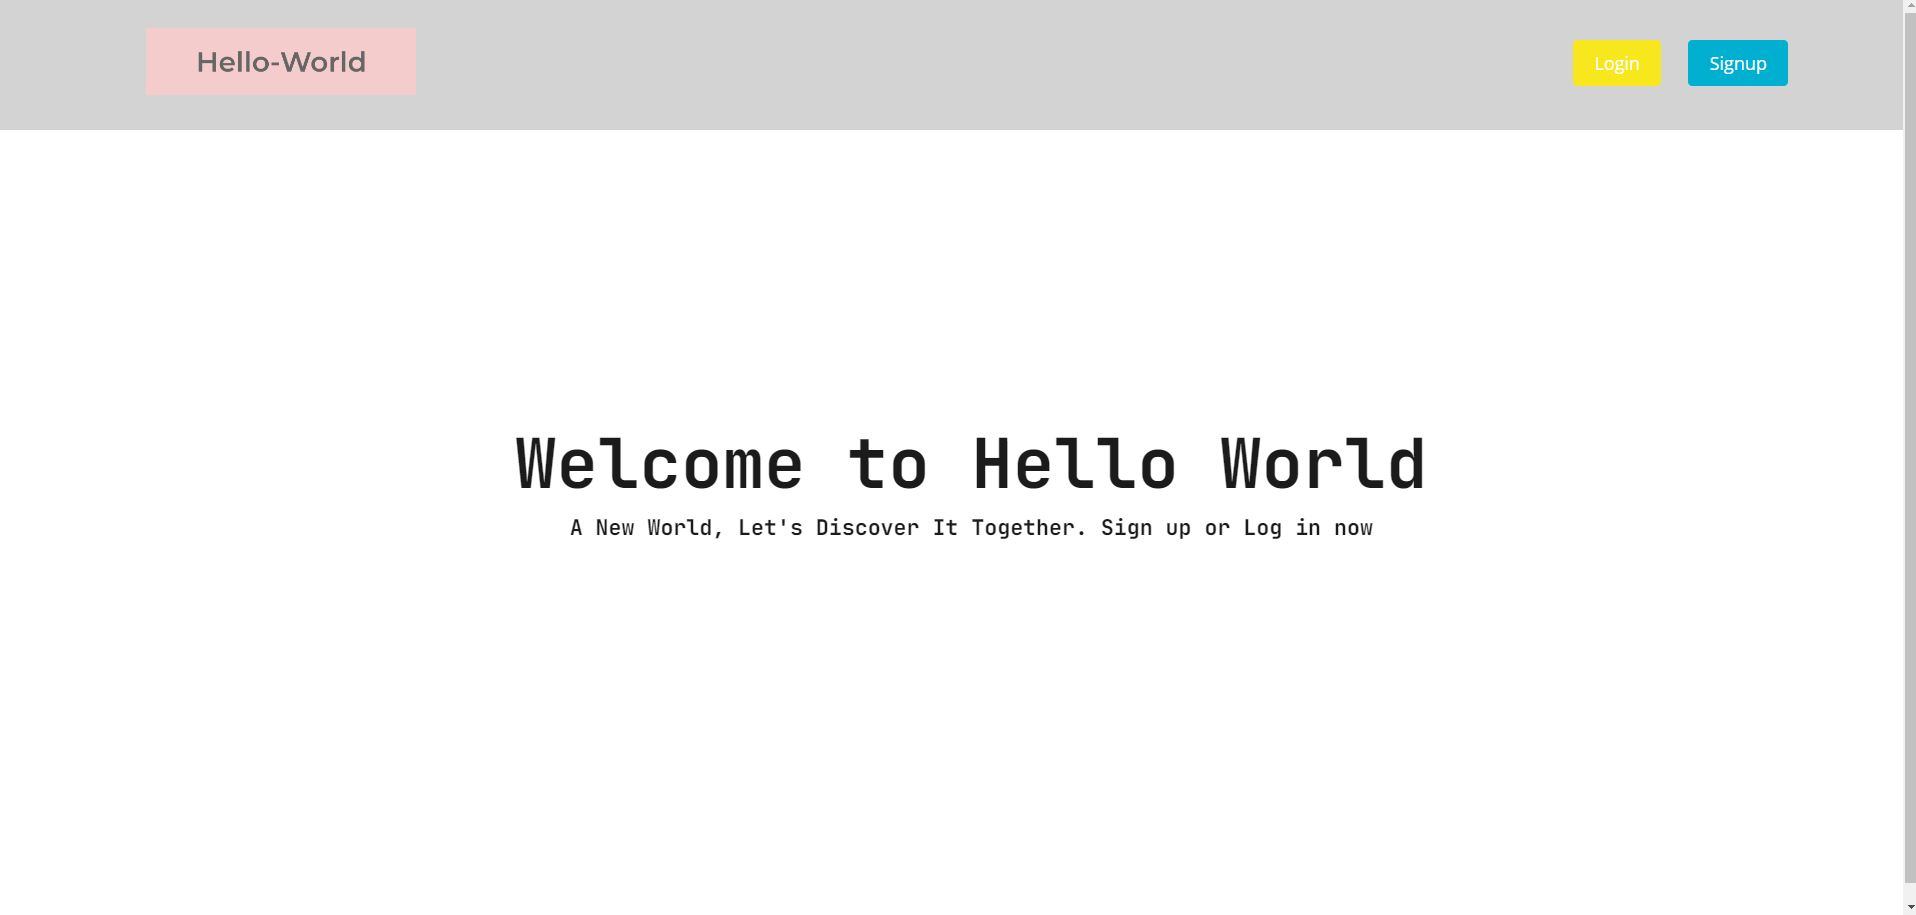 Hello-World
Login
Signup
Welcome to Hello World
A New World, Let's Discover It Together. Sign up or Log in now